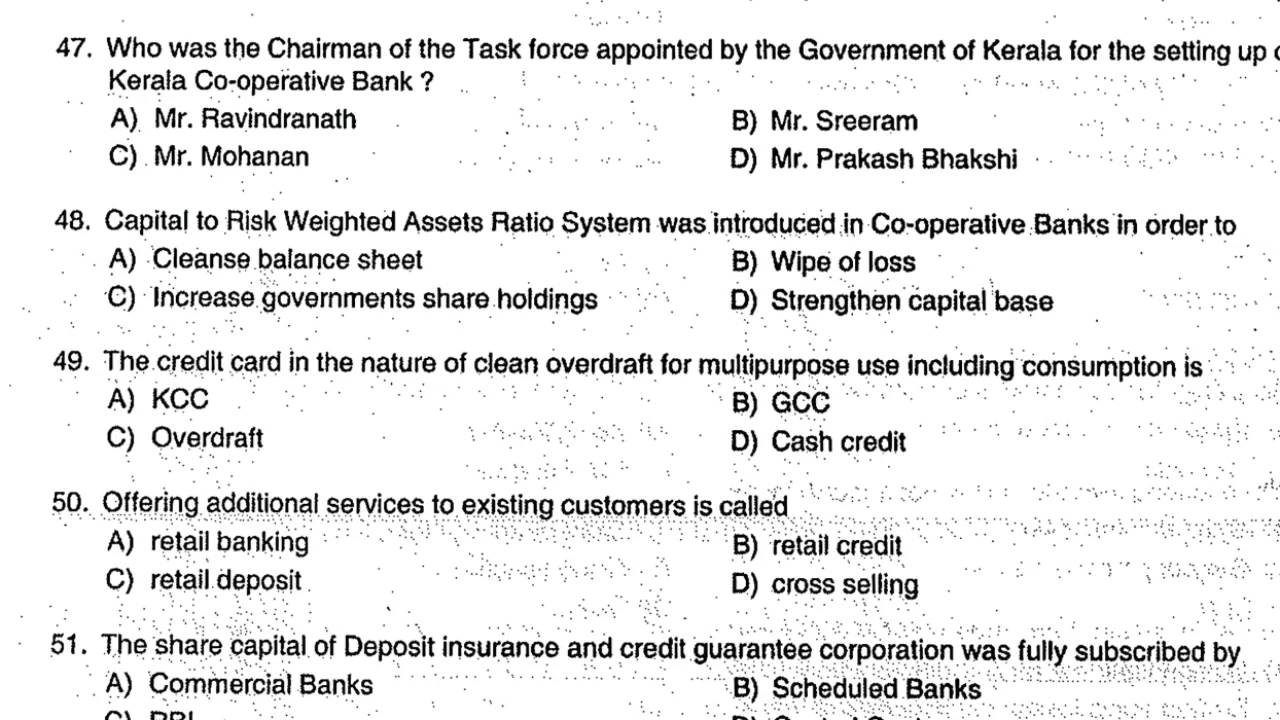 47. Who was the Chairman of the Task force appointed by the Government of Kerala for the setting up
Kerala Co-operative Bank ?
A) Mr. Ravindranath B) Mr. Sreeram
C) Mr. Mohanan D) Mr. Prakash Bhakshi
48. Capital to Risk Weighted Assets Ratio System was introduced in Co-operative Banks in order to
A) Cleanse balance sheet B) Wipe of loss
C) Increase governments share holdings D) Strengthen capital base
49. The credit card in the nature of clean overdraft for multipurpose use including consumption is
A) KCC B) GCC
C) Overdraft D) Cash credit
50. Offering additional services to existing customers is called
A) retail banking B) retail credit
C) retail deposit D) cross selling
51. The share capital of Deposit insurance and credit guarantee corporation was fully subscribed by
A) Commercial Banks B) Scheduled Banks